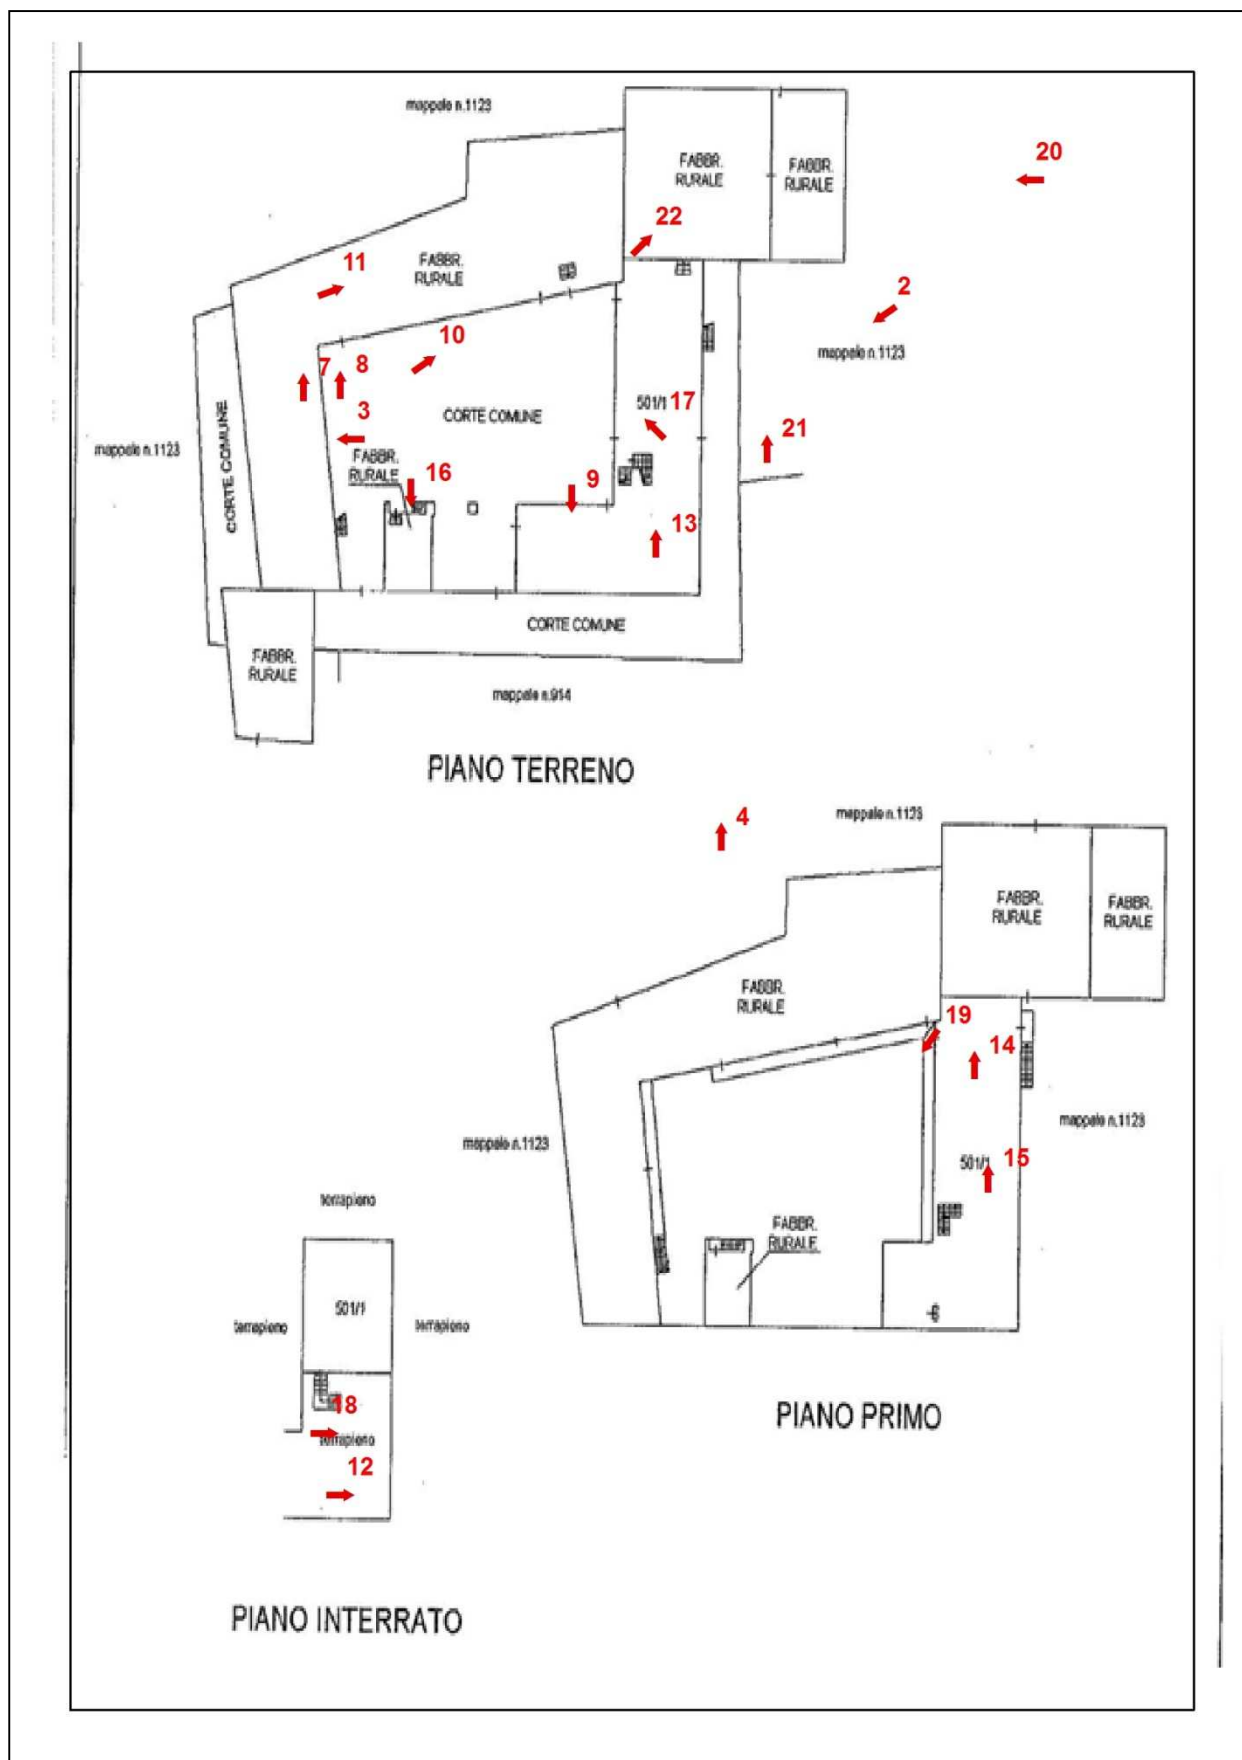 mappale n.1123
20
FABBR.
RURALE
FABBR.
RURALE
22
11
FABBR.
RURALE
2
10
mappale n.1123
7
8
501/1
17
3
CORTE COMUNE
21
mappale n.1123
CORTE COMUNE
FABBR.
RURALE
16
9
13
CORTE COMUNE
FABBR.
RURALE
mappale n.914
PIANO TERRENO
4
mappale n.1123
FABBR.
RURALE
FABBR.
RURALE
FABBR.
RURALE
19
14
mappale n.1123
mappale n.1123
501/1
15
terrapieno
FABBR.
RURALE
501/1
terrapieno
terrapieno
18
terrapieno
12
PIANO PRIMO
PIANO INTERRATO